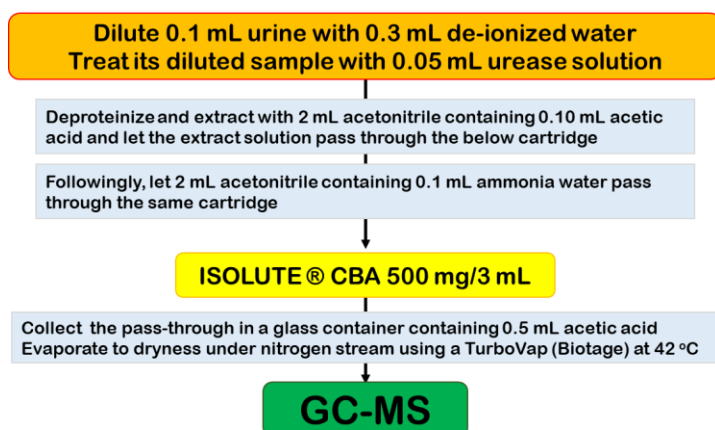 Dilute 0.1 mL urine with 0.3 mL de-ionized water
Treat its diluted sample with 0.05 mL urease solution
Deproteinize and extract with 2 mL acetonitrile containing 0.10 mL acetic
acid and let the extract solution pass through the below cartridge
Followingly, let 2 mL acetonitrile containing 0.1 mL ammonia water pass
through the same cartridge
ISOLUTE ® CBA 500 mg/3 mL
Collect the pass-through in a glass container containing 0.5 mL acetic acid
Evaporate to dryness under nitrogen stream using a TurboVap (Biotage) at 42 °C
GC-MS